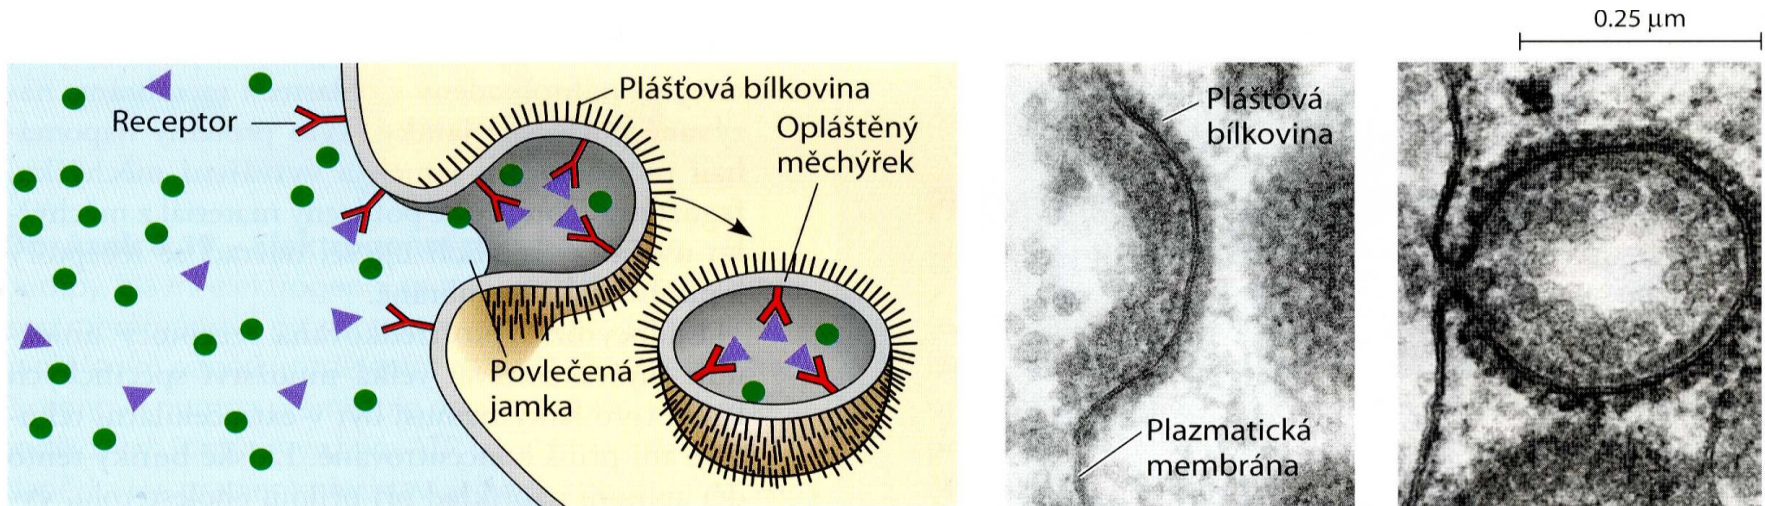 0.25 μm
Plášťová bílkovina
Receptor
Opláštěný
měchýřek
Povlečená
jamka
Plášťová
bílkovina
Plazmatická
membrána